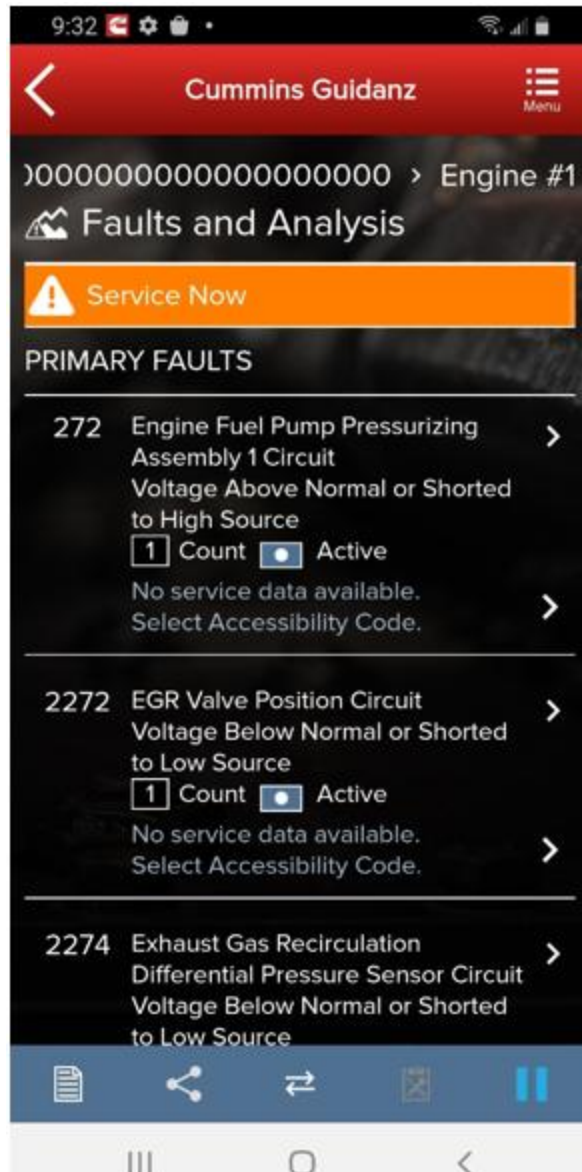 9:32
Cummins Guidanz
Menu
00000000000000000000 > Engine #1
Faults and Analysis
Service Now
PRIMARY FAULTS
272 Engine Fuel Pump Pressurizing
Assembly 1 Circuit
Voltage Above Normal or Shorted
to High Source
1 Count Active
No service data available.
Select Accessibility Code.
2272 EGR Valve Position Circuit
Voltage Below Normal or Shorted
to Low Source
1 Count Active
No service data available.
Select Accessibility Code.
2274 Exhaust Gas Recirculation
Differential Pressure Sensor Circuit
Voltage Below Normal or Shorted
to Low Source